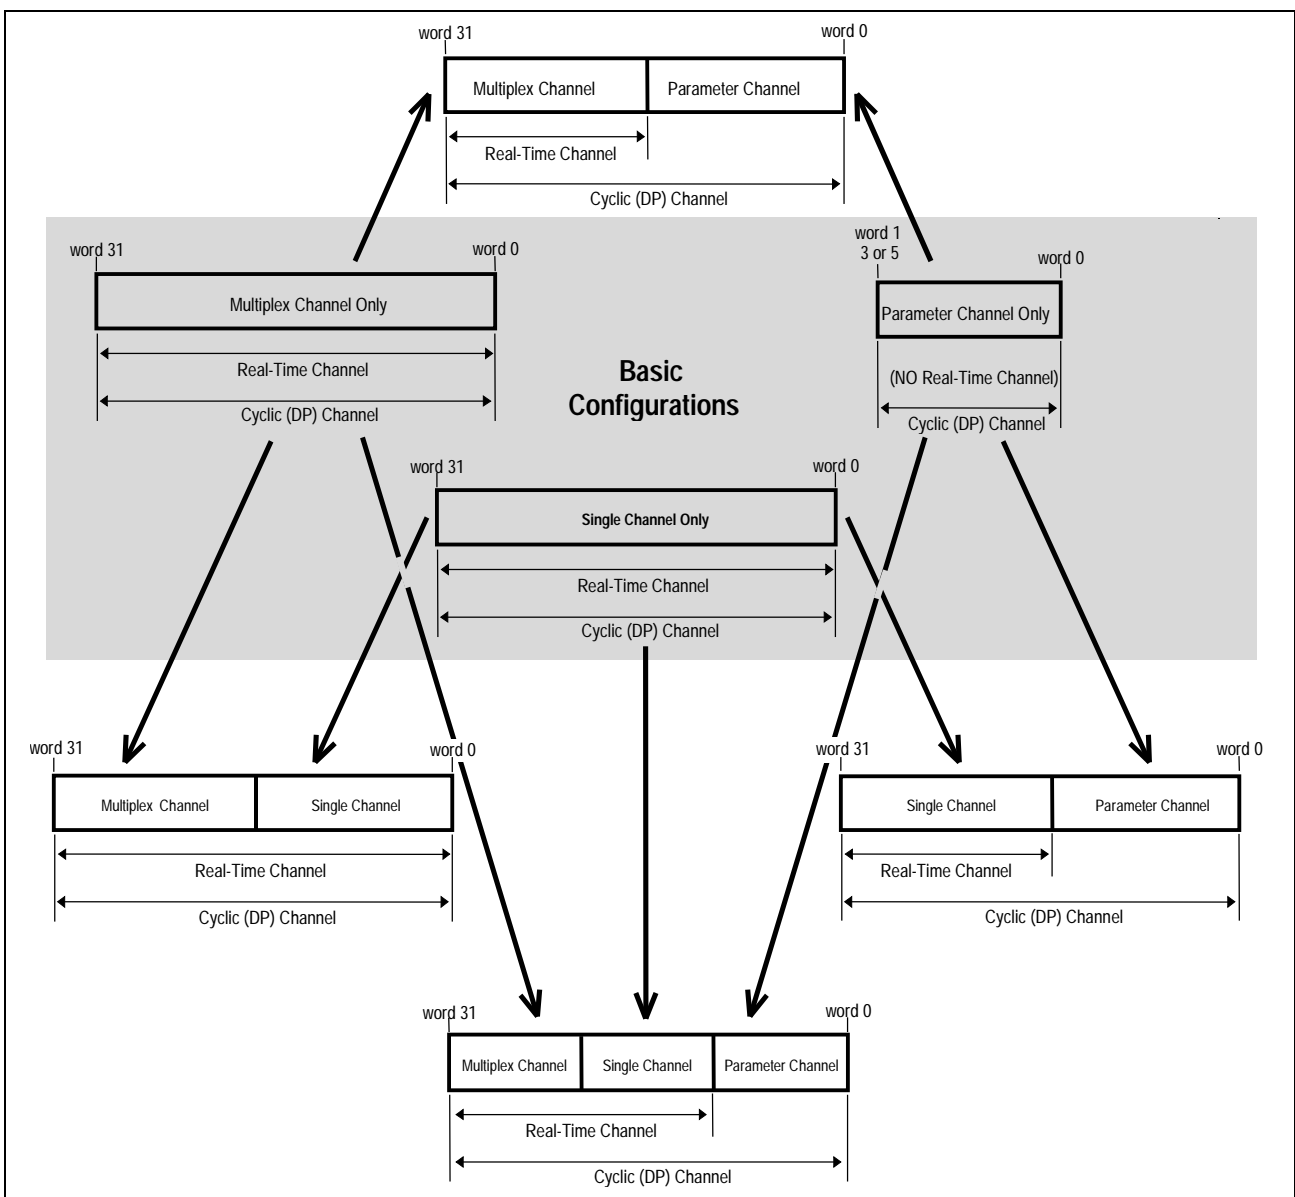 word 31
word 0
Multiplex Channel
Parameter Channel
Real-Time Channel
Cyclic (DP) Channel
word 31
word 0
Multiplex Channel Only
Real-Time Channel
Cyclic (DP) Channel
word 1
3 or 5
word 0
Parameter Channel Only
(NO Real-Time Channel)
Cyclic (DP) Channel
Basic
Configurations
word 31
word 0
Single Channel Only
Real-Time Channel
Cyclic (DP) Channel
word 31
word 0
Multiplex Channel
Single Channel
Real-Time Channel
Cyclic (DP) Channel
word 31
word 0
Single Channel
Parameter Channel
Real-Time Channel
Cyclic (DP) Channel
word 31
word 0
Multiplex Channel
Single Channel
Parameter Channel
Real-Time Channel
Cyclic (DP) Channel